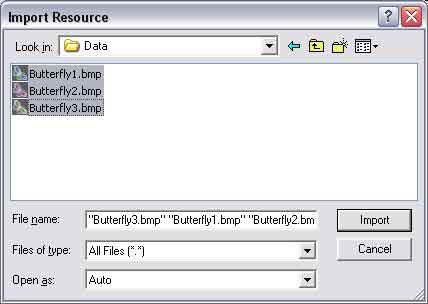 Import Resource
Look in: Data
Butterfly1.bmp
Butterfly2.bmp
Butterfly3.bmp
File name: "Butterfly3.bmp" "Butterfly1.bmp" "Butterfly2.bm Import
Files of type: All Files (*.*) Cancel
Open as: Auto